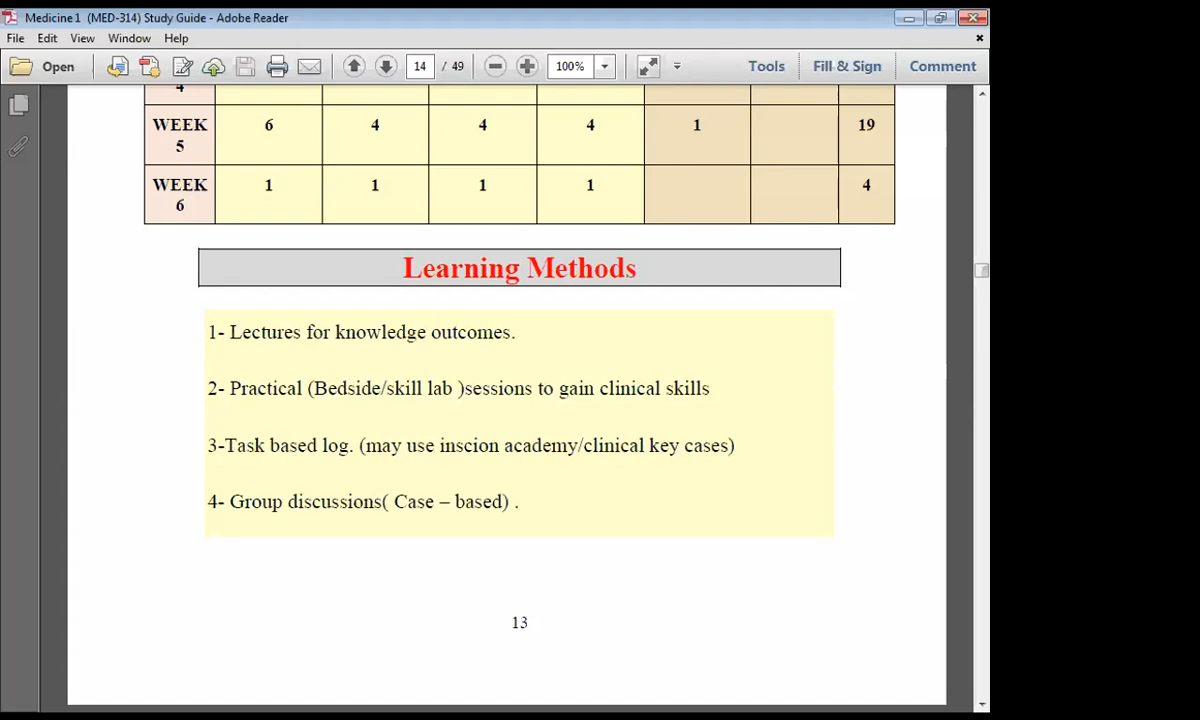 Medicine 1 (MED-314) Study Guide - Adobe Reader
File Edit View Window Help
Open 14 / 49 100% Tools Fill & Sign Comment
4
WEEK 5 6 4 4 4 1 19
WEEK 6 1 1 1 1 4
Learning Methods
1- Lectures for knowledge outcomes.
2- Practical (Bedside/skill lab )sessions to gain clinical skills
3-Task based log. (may use inscion academy/clinical key cases)
4- Group discussions( Case – based) .
13